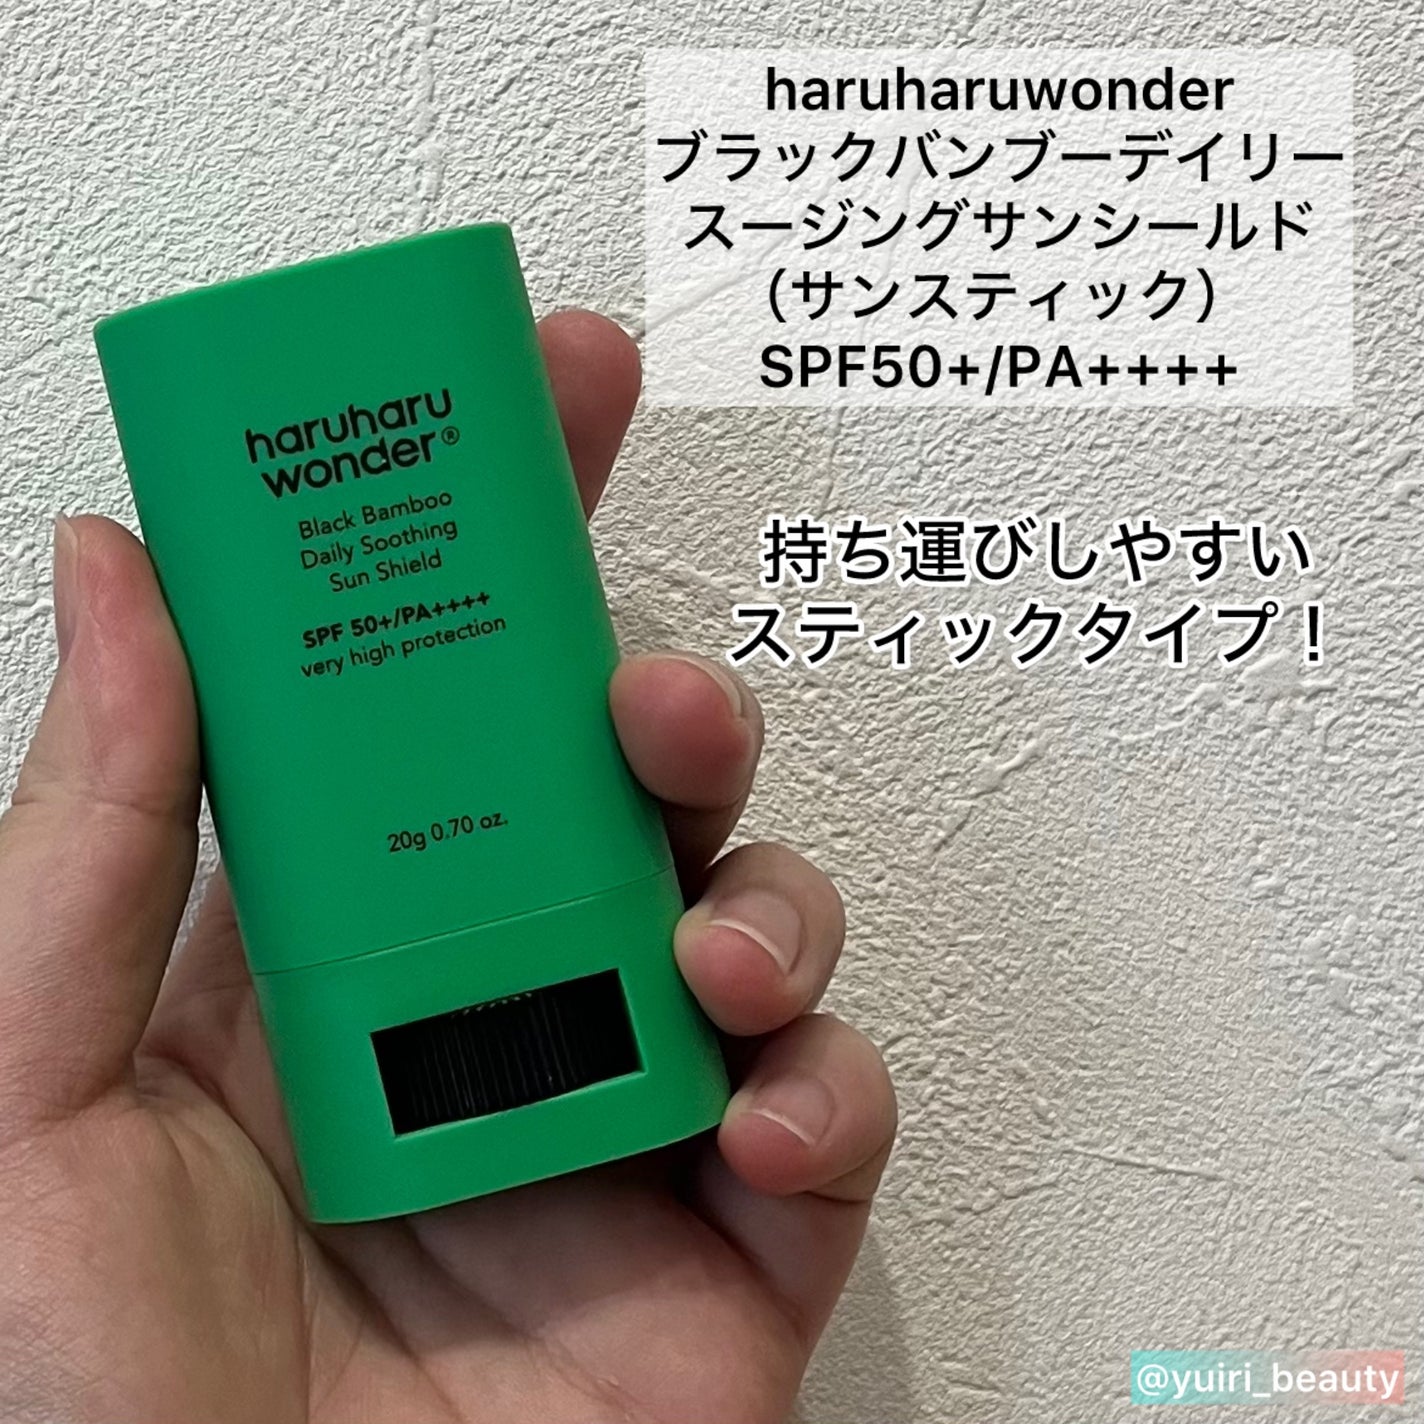 haruharuwonder
ブラックバンブーデイリー
スージングサンシールド
（サンスティック）
SPF50+/PA++++
持ち運びしやすい
スティックタイプ！
haruharu
wonder®
Black Bamboo
Daily Soothing
Sun Shield
SPF 50+/PA++++
very high protection
20g 0.70 oz.
@yuiri_beauty